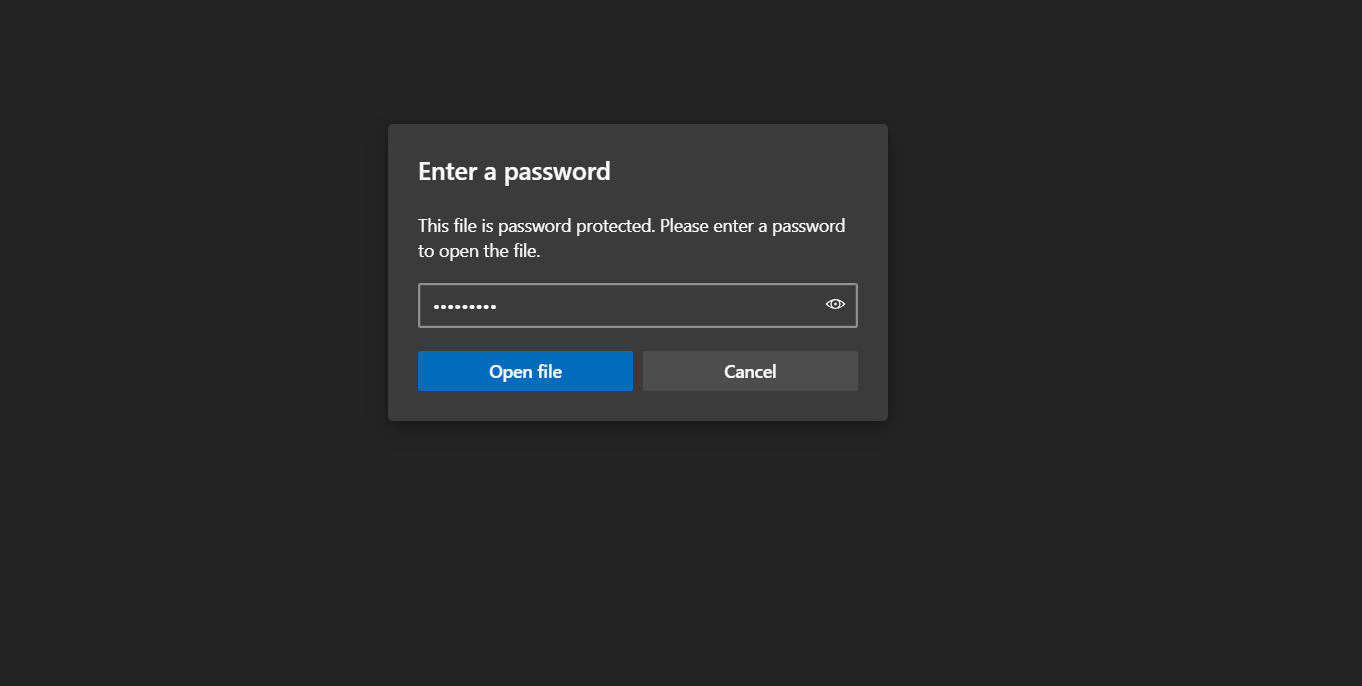 Enter a password
This file is password protected. Please enter a password
to open the file.
•••••••••
Open file
Cancel